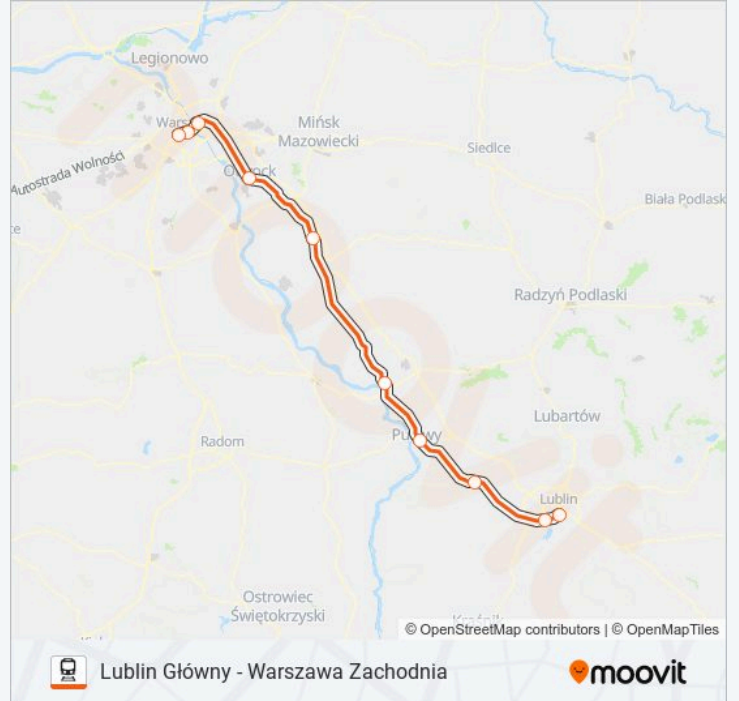 Legionowo
Mińsk
Mazowiecki
Siedlce
Autostrada Wolności
Biała Podlask
Radzyń Podlaski
Lubartów
Radom
Lublin
Ostrowiec
Świętokrzyski
© OpenStreetMap contributors | © OpenMapTiles
Lublin Główny - Warszawa Zachodnia
moovit